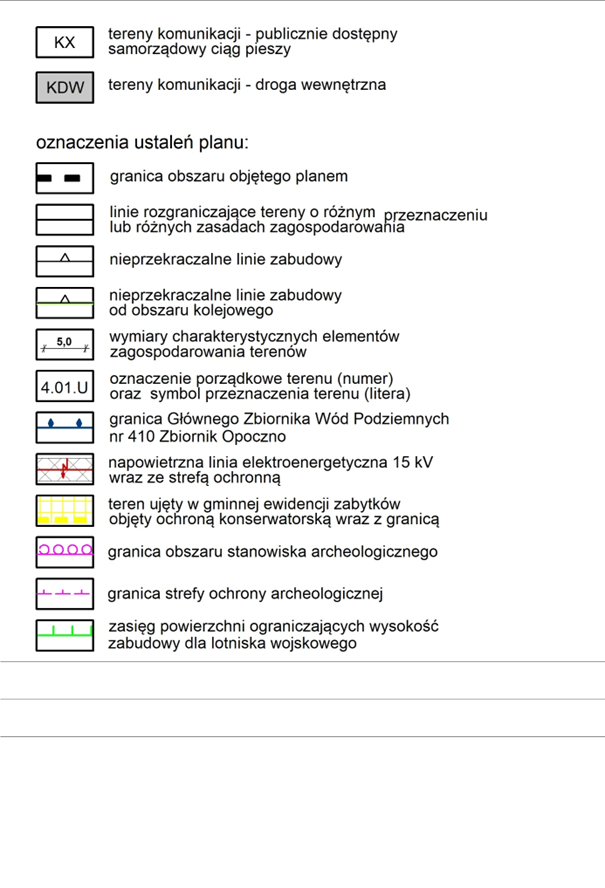 KX
tereny komunikacji - publicznie dostępny
samorządowy ciąg pieszy
KDW
tereny komunikacji - droga wewnętrzna
oznaczenia ustaleń planu:
granica obszaru objętego planem
linie rozgraniczające tereny o różnym przeznaczeniu
lub różnych zasadach zagospodarowania
nieprzekraczalne linie zabudowy
nieprzekraczalne linie zabudowy
od obszaru kolejowego
5,0
wymiary charakterystycznych elementów
zagospodarowania terenów
4.01.U
oznaczenie porządkowe terenu (numer)
oraz symbol przeznaczenia terenu (litera)
granica Głównego Zbiornika Wód Podziemnych
nr 410 Zbiornik Opoczno
napowietrzna linia elektroenergetyczna 15 kV
wraz ze strefą ochronną
teren ujęty w gminnej ewidencji zabytków
objęty ochroną konserwatorską wraz z granicą
granica obszaru stanowiska archeologicznego
granica strefy ochrony archeologicznej
zasięg powierzchni ograniczających wysokość
zabudowy dla lotniska wojskowego